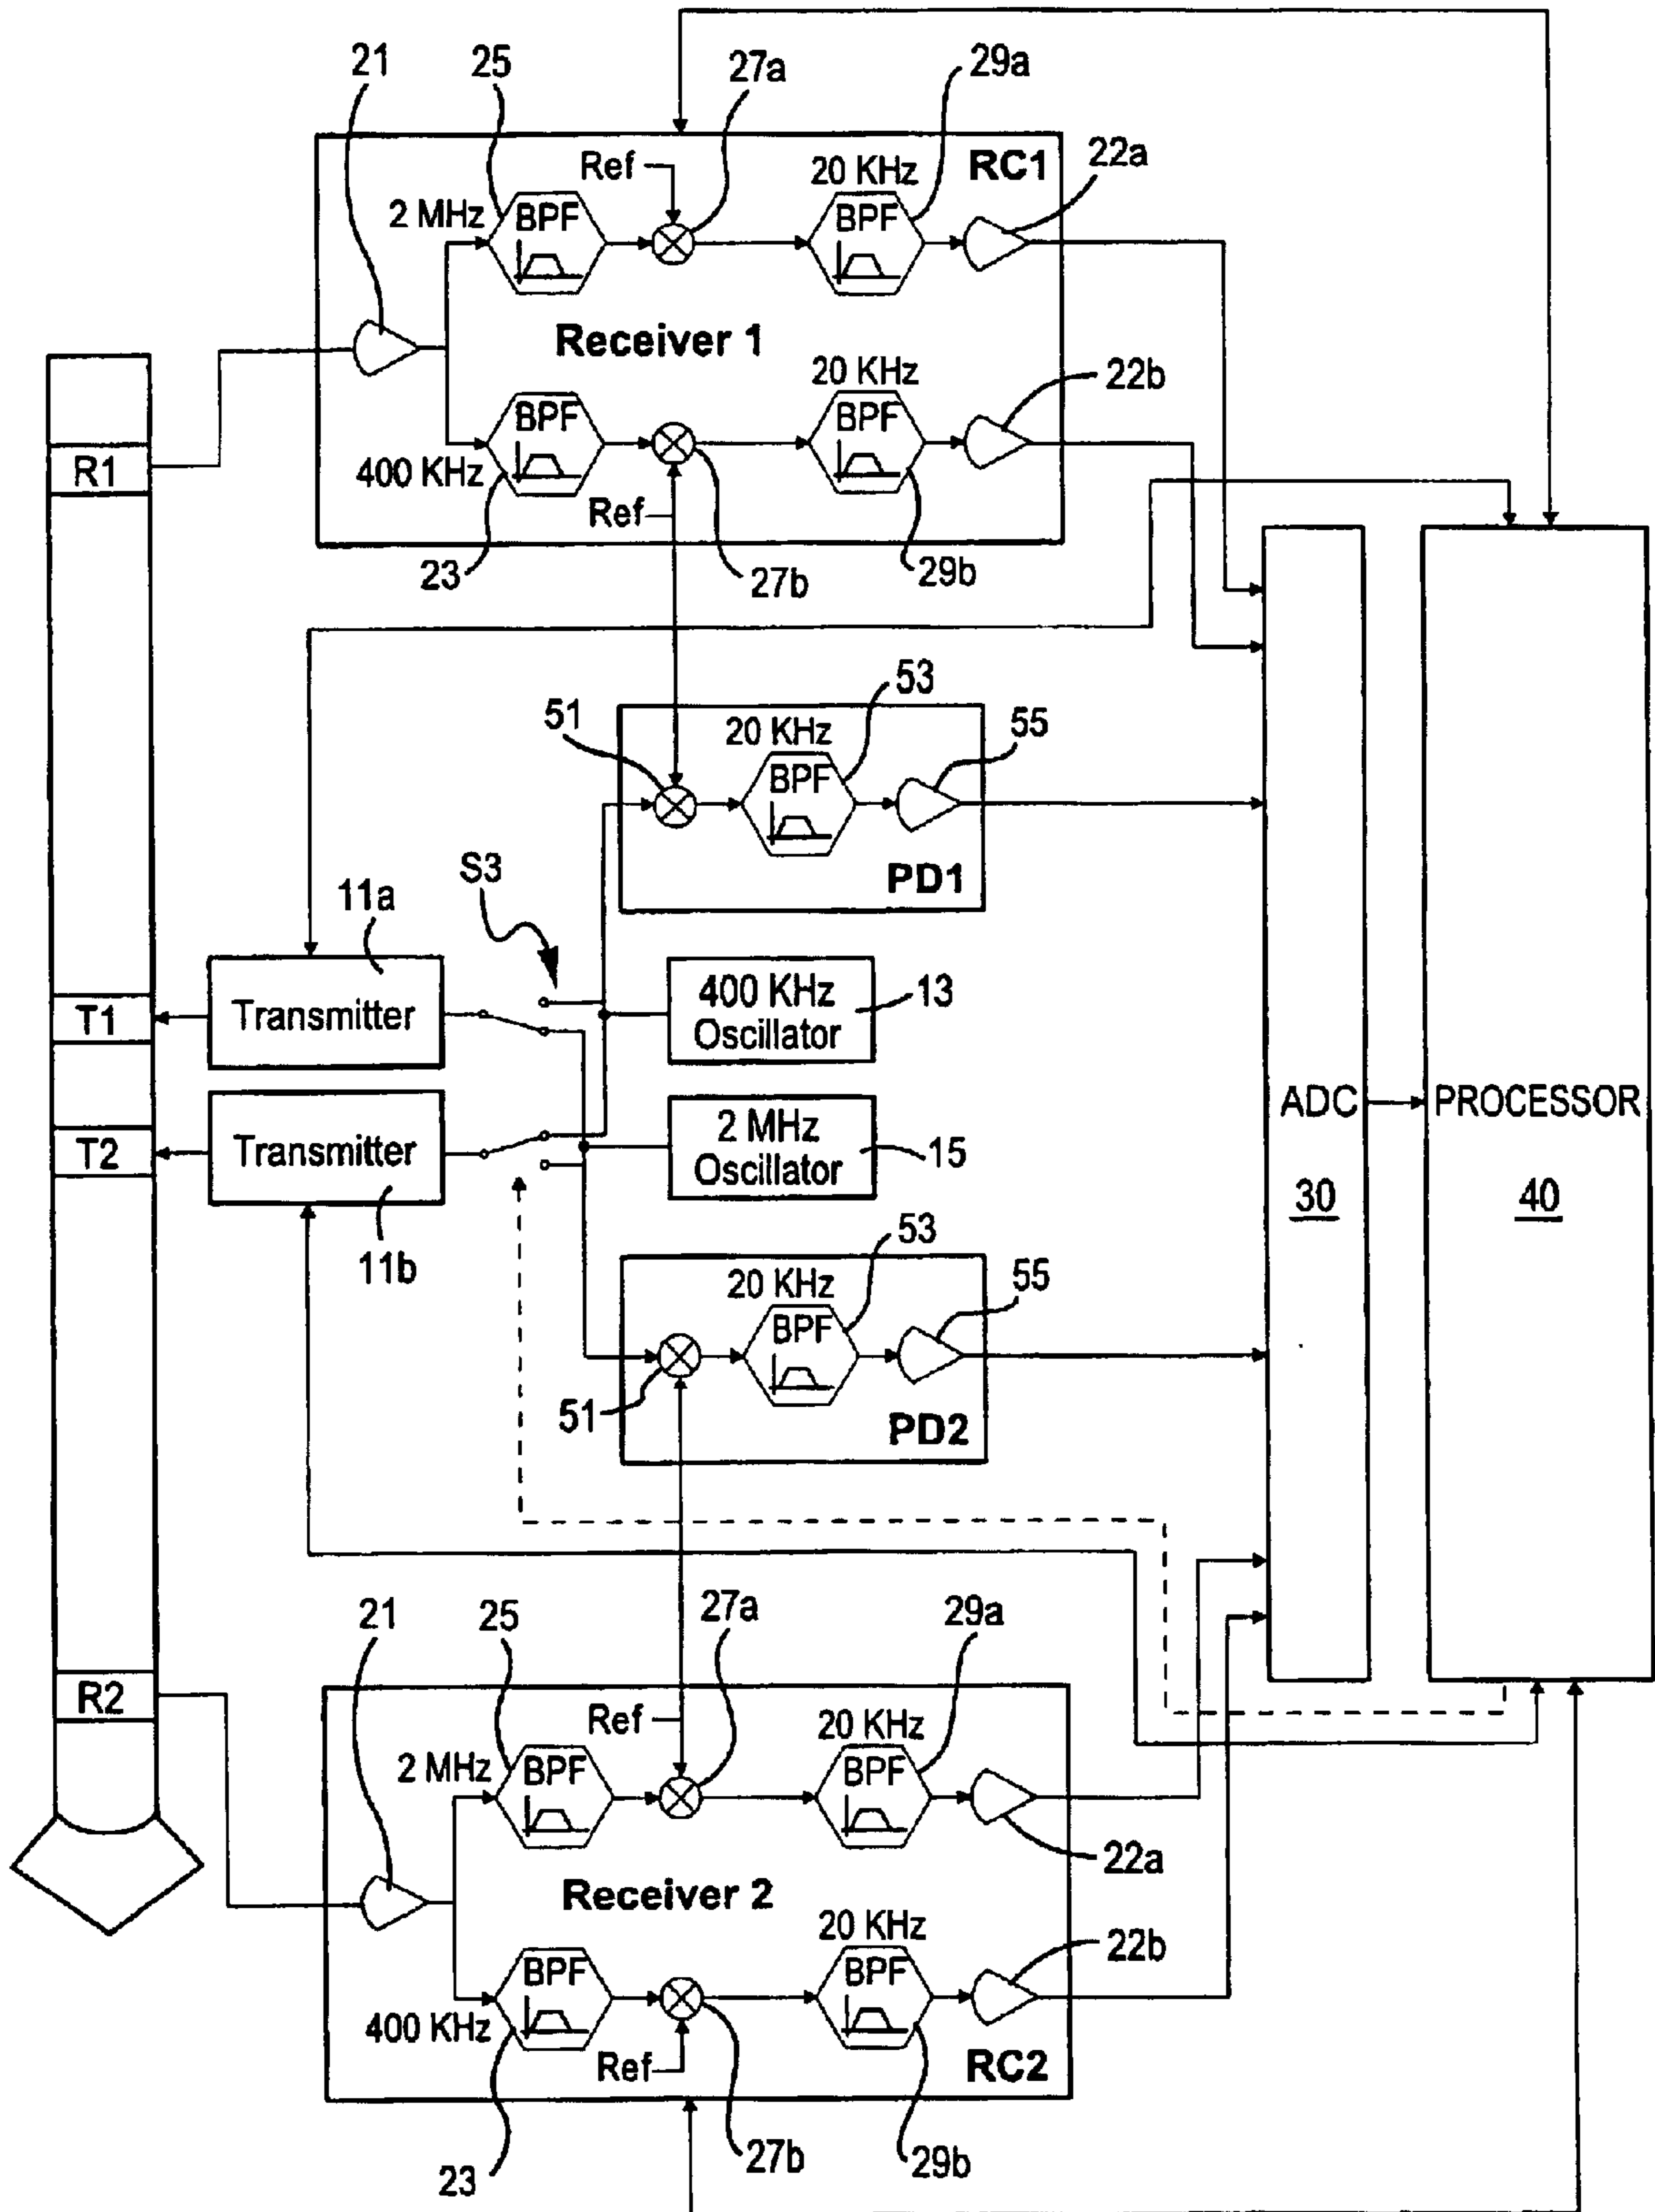 21
25
27a
29a
Ref
20 KHz
RC1
22a
2 MHz
BPF
BPF
Receiver 1
20 KHz
22b
BPF
BPF
R1
400 KHz
Ref
23
27b
29b
53
51
20 KHz
55
BPF
S3
PD1
11a
Transmitter
T1
400 KHz
Oscillator
13
Transmitter
T2
2 MHz
Oscillator
15
ADC
30
PROCESSOR
40
11b
53
20 KHz
55
BPF
51
PD2
21
25
27a
29a
R2
Ref
20 KHz
2 MHz
BPF
BPF
22a
Receiver 2
20 KHz
22b
BPF
BPF
400 KHz
Ref
RC2
23
27b
29b